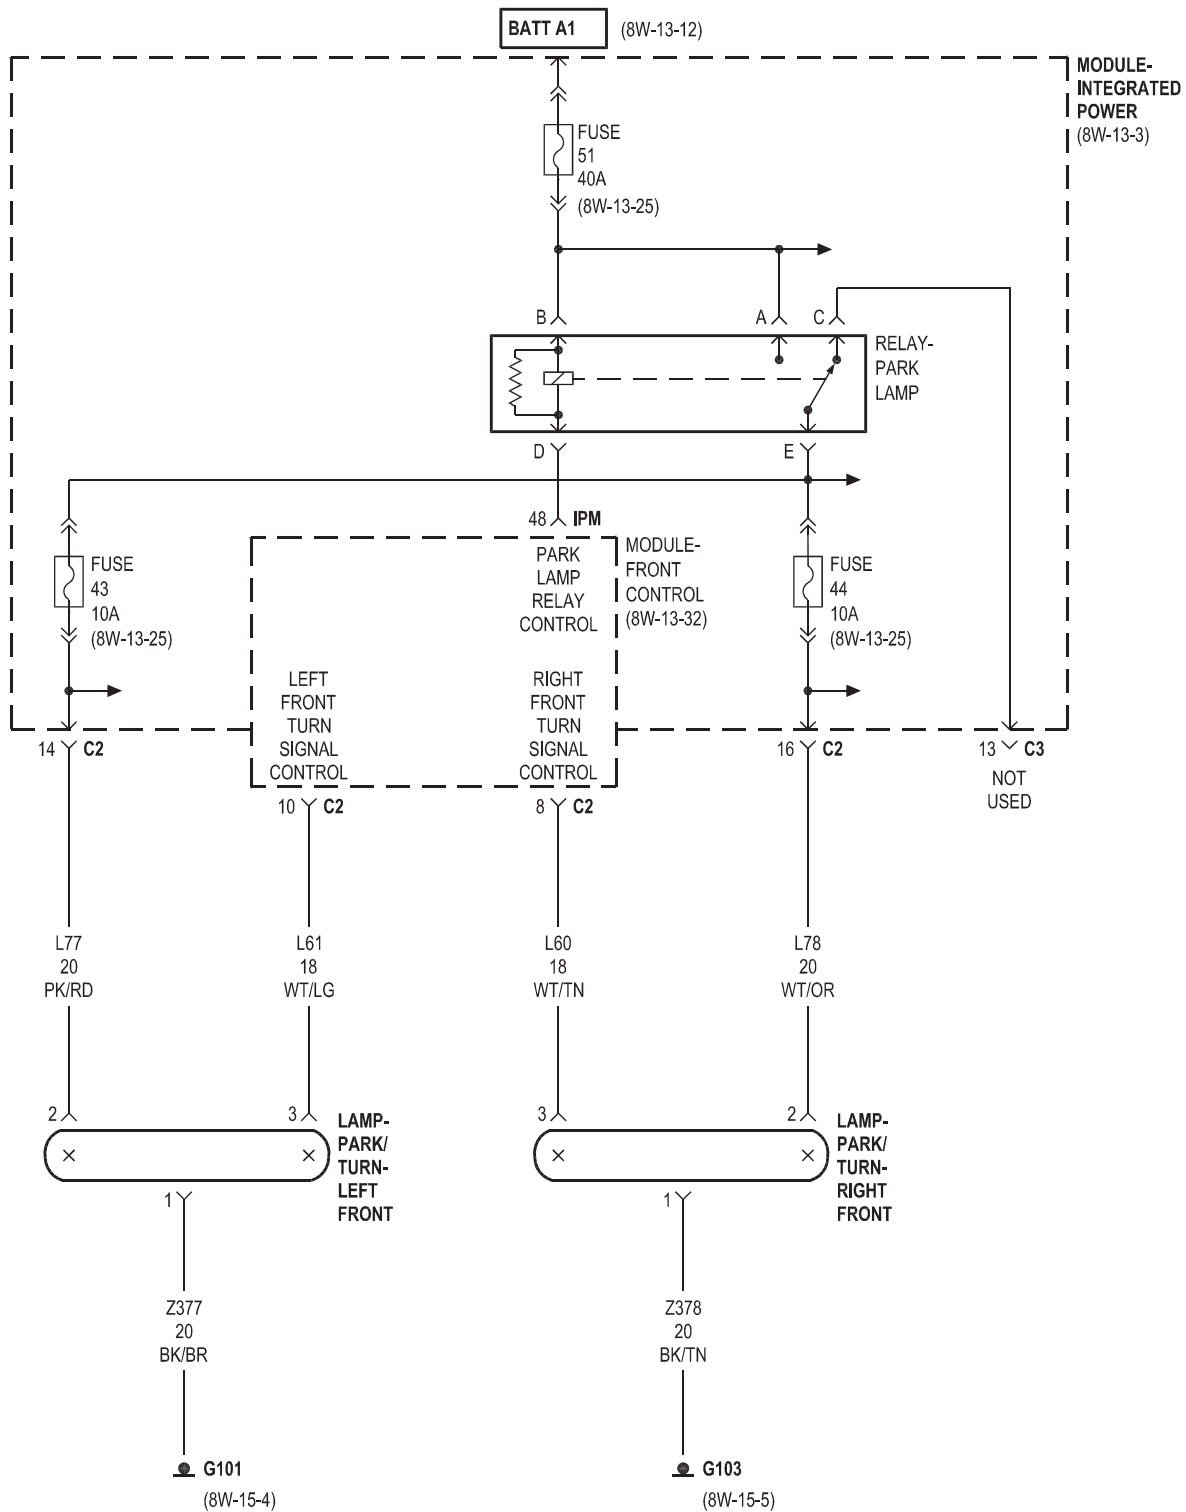 BATT A1 (8W-13-12)
MODULE-
INTEGRATED
POWER
(8W-13-3)
FUSE
51
40A
(8W-13-25)
B A C
RELAY-
PARK
LAMP
D E
48 IPM
FUSE
43
10A
(8W-13-25)
PARK
LAMP
RELAY
CONTROL
MODULE-
FRONT
CONTROL
(8W-13-32)
FUSE
44
10A
(8W-13-25)
LEFT
FRONT
TURN
SIGNAL
CONTROL
RIGHT
FRONT
TURN
SIGNAL
CONTROL
14 C2
16 C2
13 C3
NOT
USED
10 C2
8 C2
L77
20
PK/RD
L61
18
WT/LG
L60
18
WT/TN
L78
20
WT/OR
2 3
LAMP-
PARK/
TURN-
LEFT
FRONT
3 2
LAMP-
PARK/
TURN-
RIGHT
FRONT
1
1
Z377
20
BK/BR
Z378
20
BK/TN
G101
(8W-15-4)
G103
(8W-15-5)